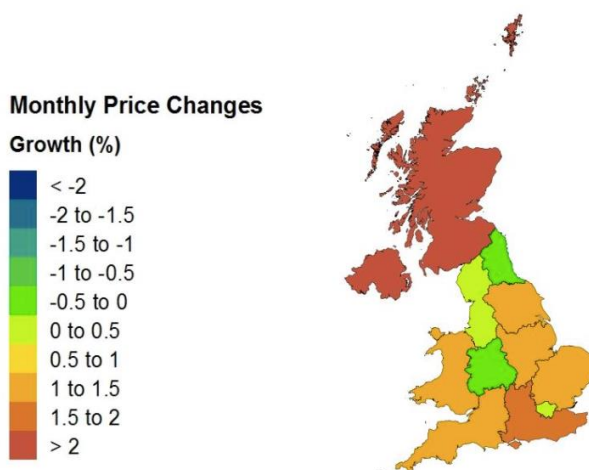 Monthly Price Changes
Growth (%)
< -2
-2 to -1.5
-1.5 to -1
-1 to -0.5
-0.5 to 0
0 to 0.5
0.5 to 1
1 to 1.5
1.5 to 2
> 2